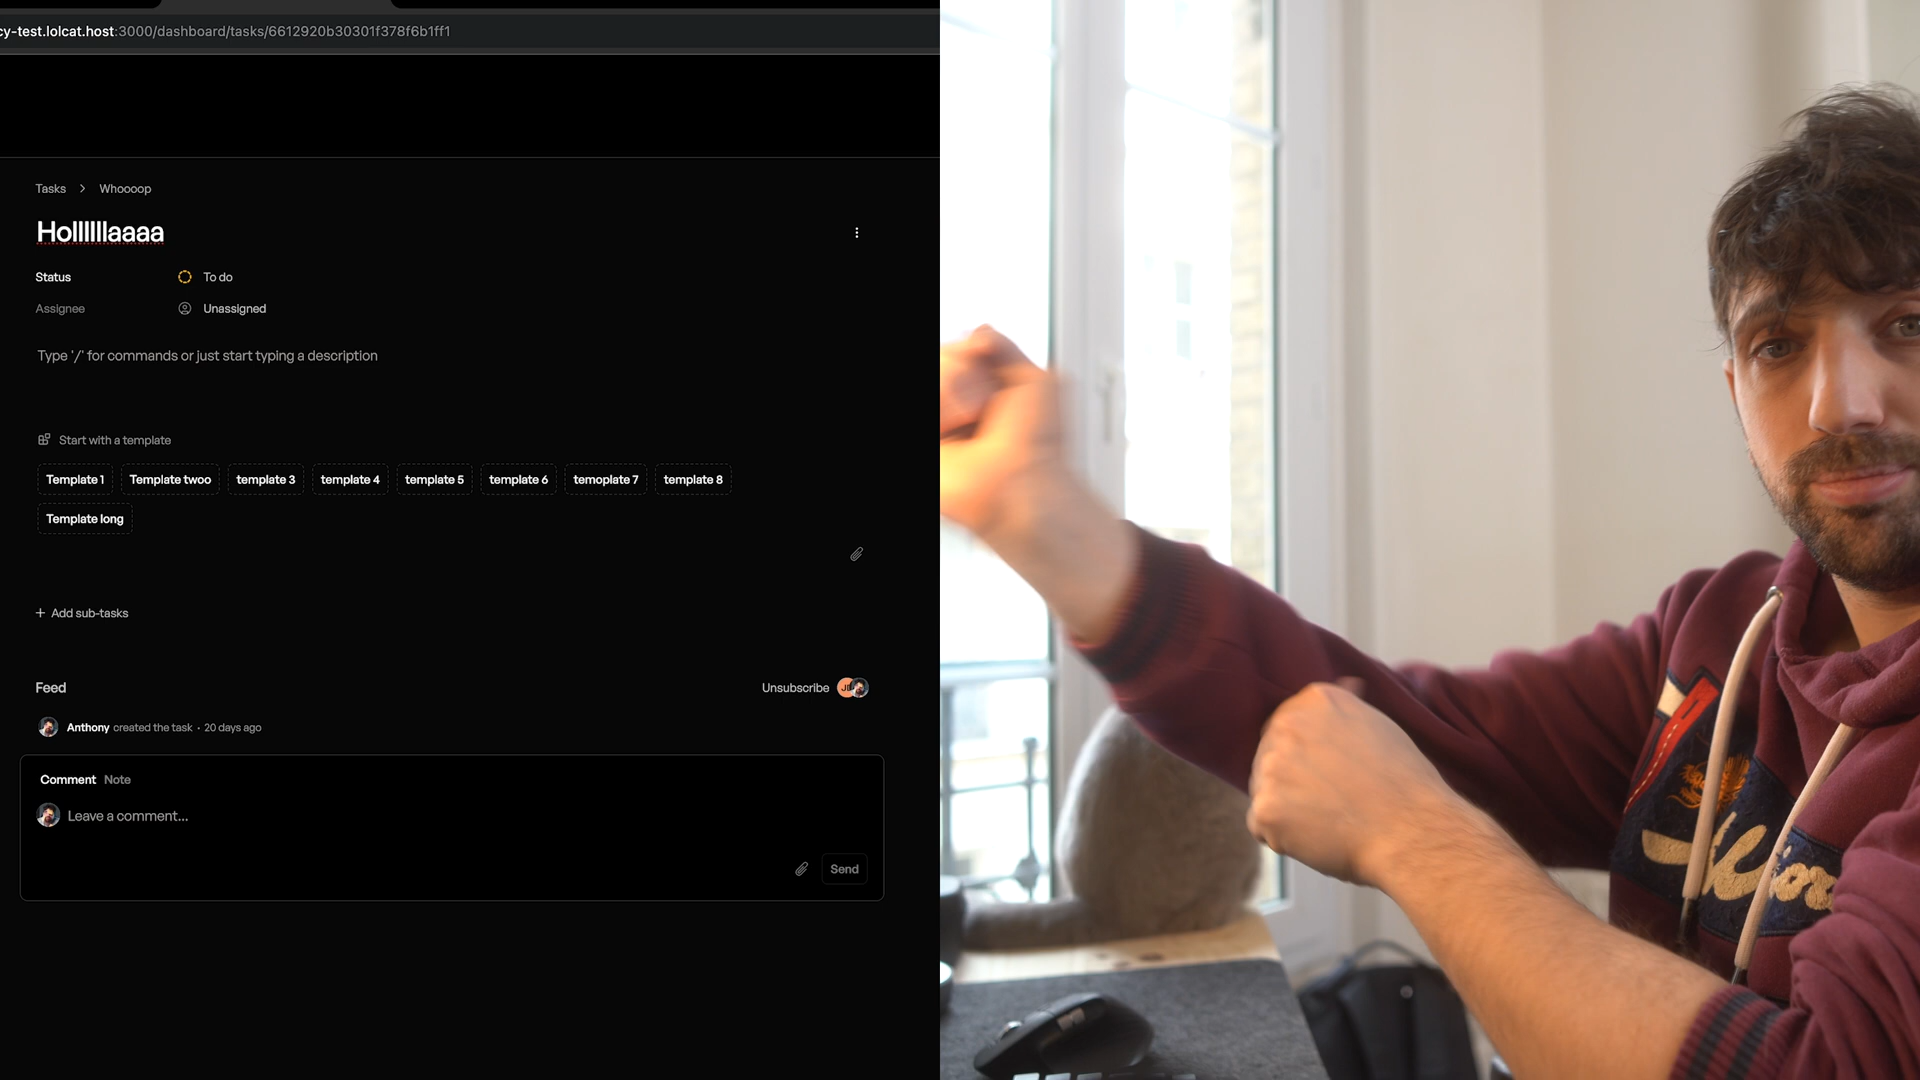 cy-test.lolcat.host:3000/dashboard/tasks/6612920b30301f378f6b1ff1
Tasks > Whoooop
Holllllllaaaa
Status To do
Assignee Unassigned
Type '/' for commands or just start typing a description
Start with a template
Template 1 Template twoo template 3 template 4 template 5 template 6 temoplate 7 template 8
Template long
+ Add sub-tasks
Feed Unsubscribe
Anthony created the task · 20 days ago
Comment Note
Leave a comment...
Send